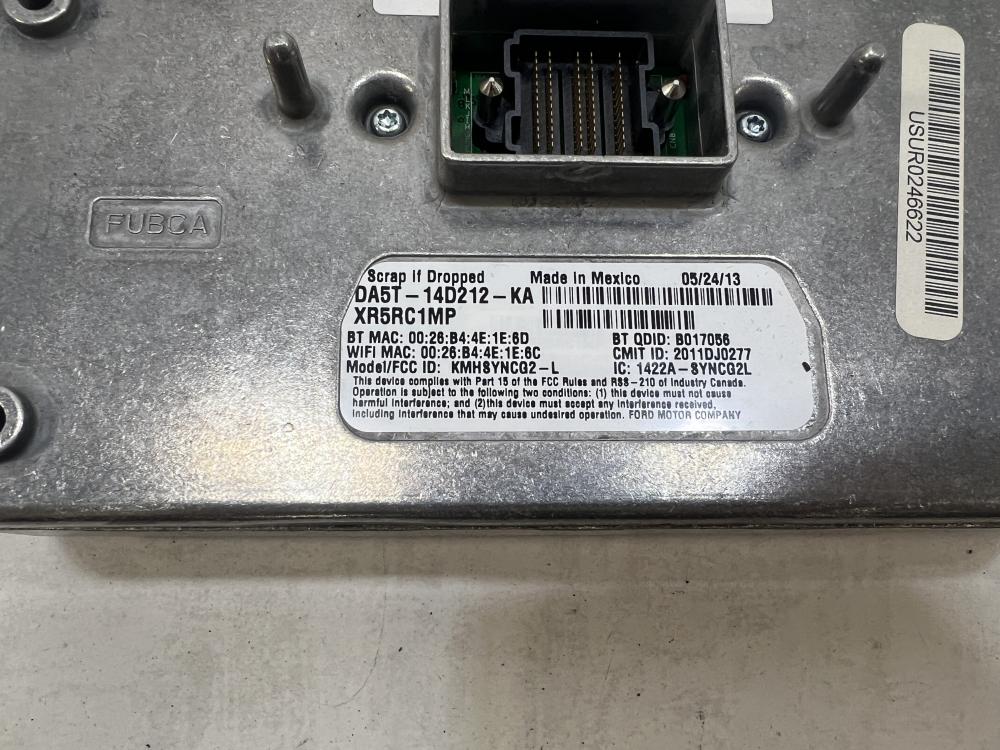 FUBCA
USUR0246622
Scrap if Dropped Made in Mexico 05/24/13
DA5T-14D212-KA
XR5RC1MP
BT MAC: 00:26:B4:4E:1E:6D BT QDID: B017056
WIFI MAC: 00:26:B4:4E:1E:6C CMIT ID: 2011DJ0277
Model/FCC ID: KMHSYNCG2-L IC: 1422A-SYNCG2L
This device complies with Part 15 of the FCC Rules and RSS-210 of Industry Canada.
Operation is subject to the following two conditions: (1) this device must not cause
harmful interference; and (2)this device must accept any interference received,
including interference that may cause undesired operation. FORD MOTOR COMPANY